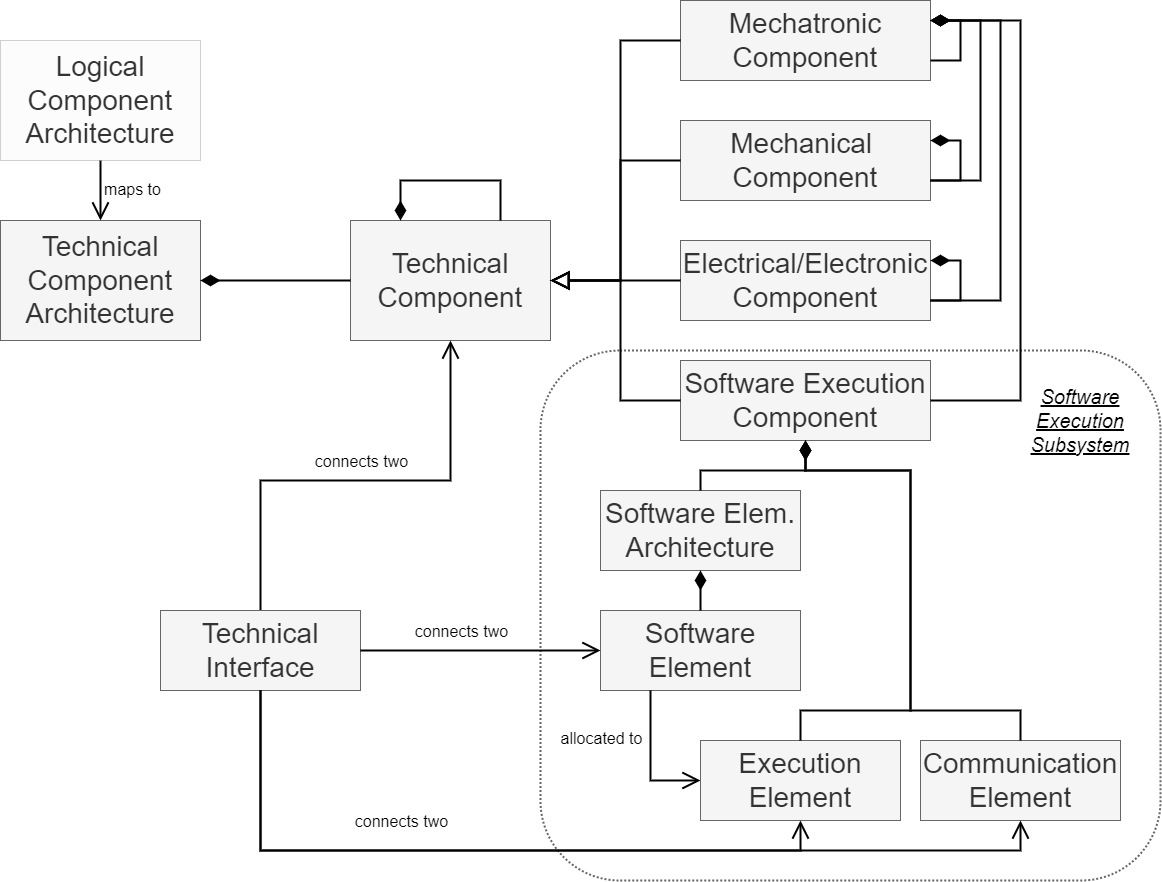 Mechatronic
Component
Logical
Component
Architecture
Mechanical
Component
maps to
Technical
Component
Architecture
Technical
Component
Electrical/Electronic
Component
Software Execution
Component
Software
Execution
Subsystem
connects two
Software Elem.
Architecture
Technical
Interface
connects two
Software
Element
allocated to
Execution
Element
Communication
Element
connects two